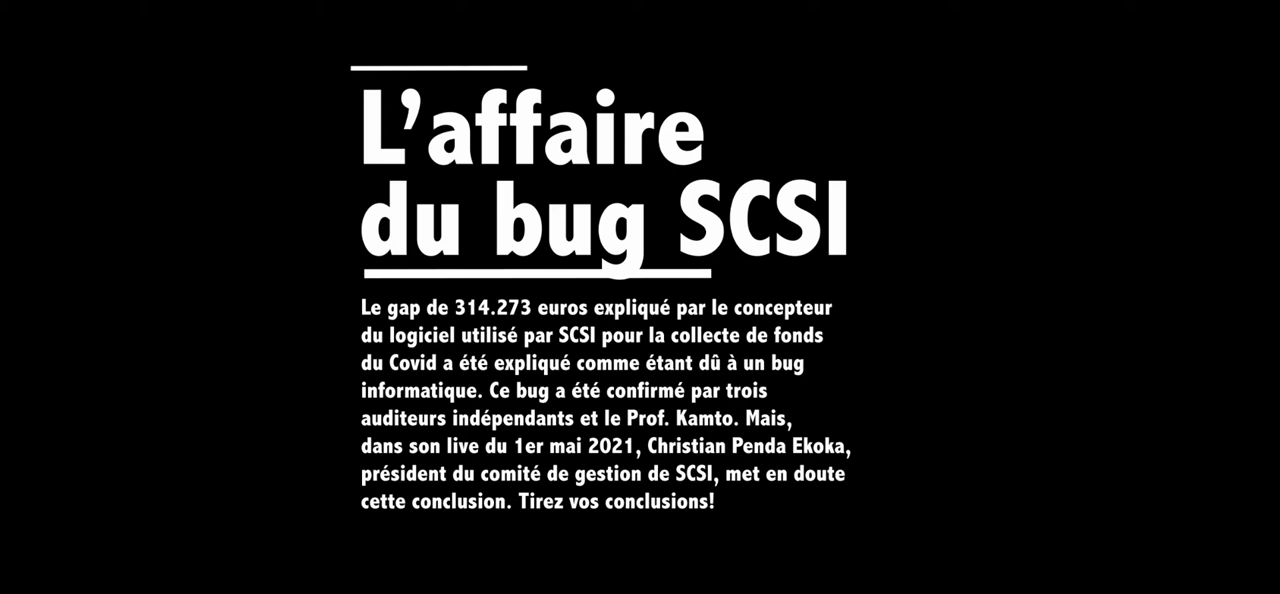 L’affaire
du bug SCSI
Le gap de 314.273 euros expliqué par le concepteur
du logiciel utilisé par SCSI pour la collecte de fonds
du Covid a été expliqué comme étant dû à un bug
informatique. Ce bug a été confirmé par trois
auditeurs indépendants et le Prof. Kamto. Mais,
dans son live du 1er mai 2021, Christian Penda Ekoka,
président du comité de gestion de SCSI, met en doute
cette conclusion. Tirez vos conclusions!